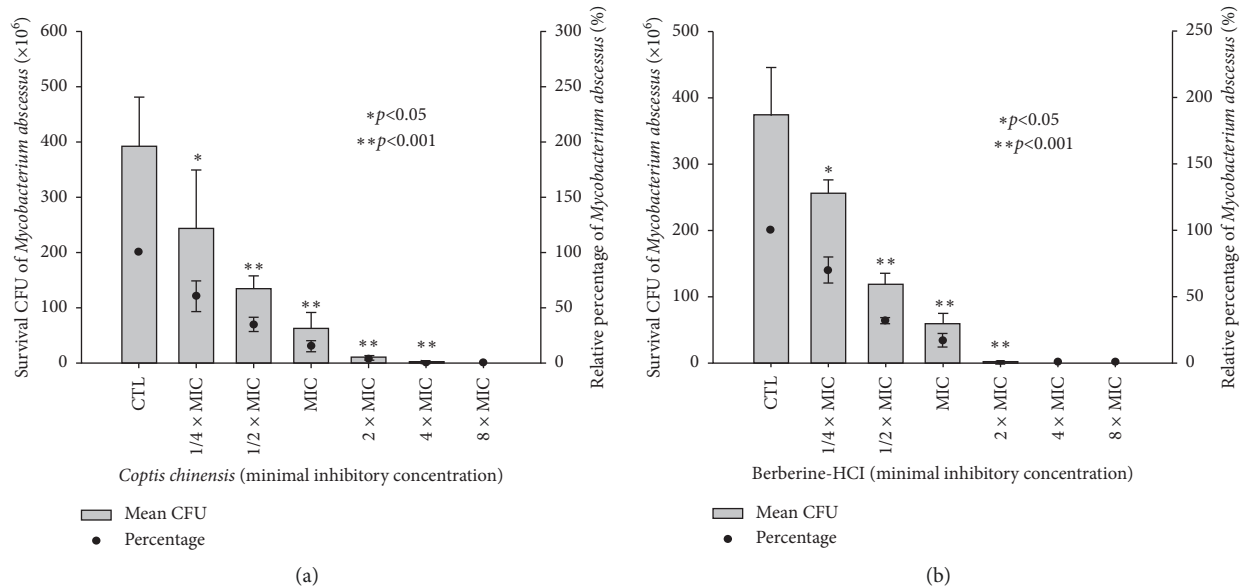 Survival CFU of Mycobacterium abscessus (×10⁶)
600
500
400
300
200
100
0
300
250
200
150
100
50
0
Relative percentage of Mycobacterium abscessus (%)
*p<0.05
**p<0.001
*
**
**
**
**
CTL
1/4 × MIC
1/2 × MIC
MIC
2 × MIC
4 × MIC
8 × MIC
Coptis chinensis (minimal inhibitory concentration)
Mean CFU
Percentage
(a)
Survival CFU of Mycobacterium abscessus (×10⁶)
500
400
300
200
100
0
250
200
150
100
50
0
Relative percentage of Mycobacterium abscessus (%)
*p<0.05
**p<0.001
*
**
**
**
CTL
1/4 × MIC
1/2 × MIC
MIC
2 × MIC
4 × MIC
8 × MIC
Berberine-HCI (minimal inhibitory concentration)
Mean CFU
Percentage
(b)